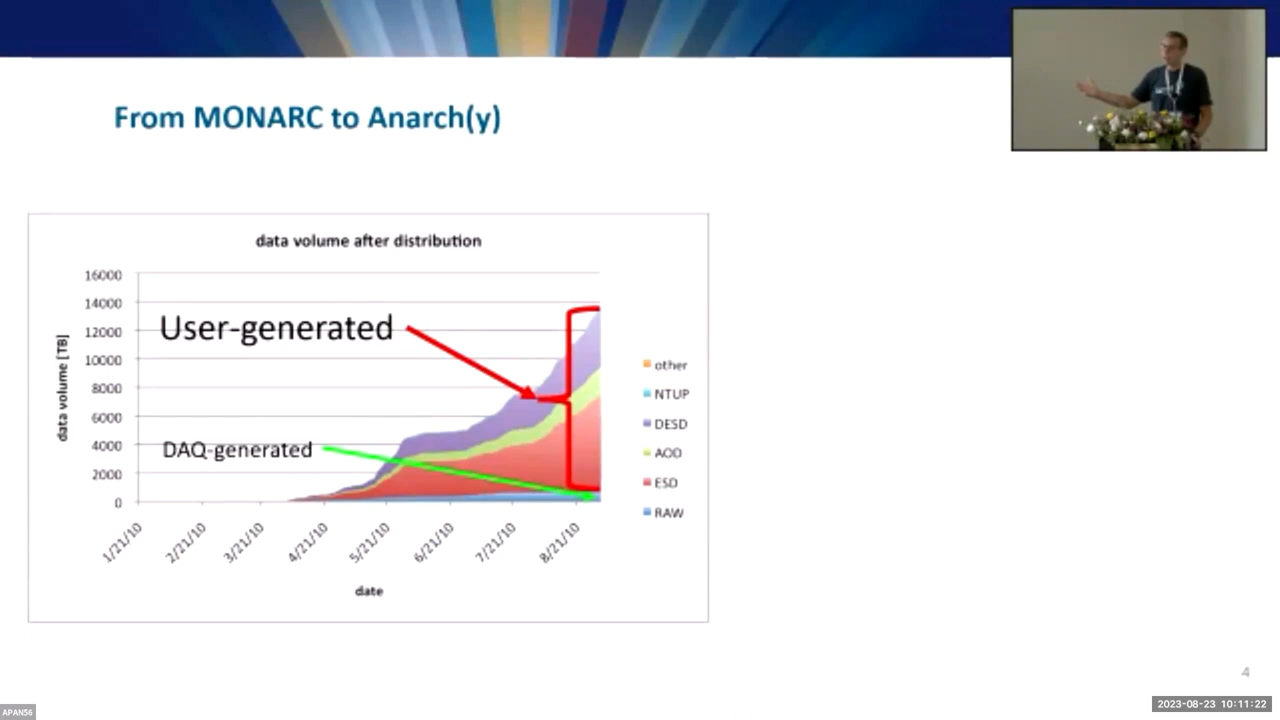 From MONARC to Anarch(y)
data volume after distribution
data volume [TB]
16000
14000
12000
10000
8000
6000
4000
2000
0
User-generated
DAQ-generated
1/21/10
2/21/10
3/21/10
4/21/10
5/21/10
6/21/10
7/21/10
8/21/10
date
other
NTUP
DESD
AOD
ESD
RAW
4
APAN56
2023-08-23 10:11:22